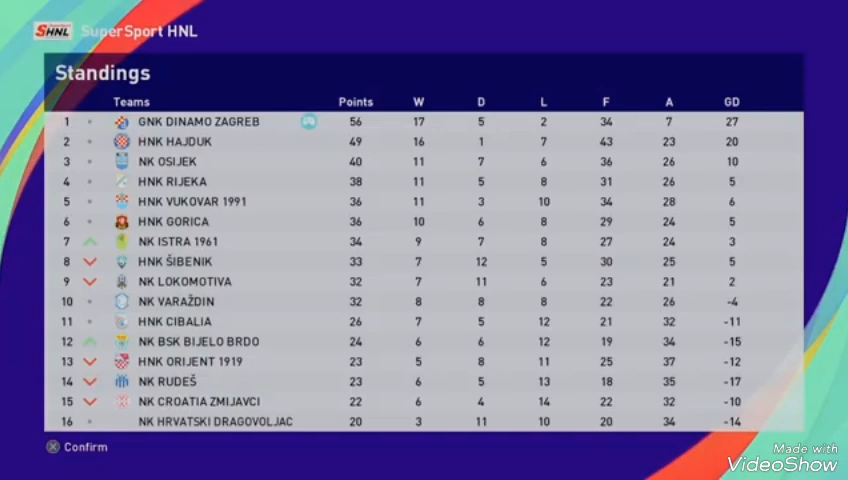 SHNL SuperSport HNL
Standings
Teams Points W D L F A GD
1 GNK DINAMO ZAGREB 56 17 5 2 34 7 27
2 HNK HAJDUK 49 16 1 7 43 23 20
3 NK OSIJEK 40 11 7 6 36 26 10
4 HNK RIJEKA 38 11 5 8 31 26 5
5 HNK VUKOVAR 1991 36 11 3 10 34 28 6
6 HNK GORICA 36 10 6 8 29 24 5
7 NK ISTRA 1961 34 9 7 8 27 24 3
8 HNK ŠIBENIK 33 7 12 5 30 25 5
9 NK LOKOMOTIVA 32 7 11 6 23 21 2
10 NK VARAŽDIN 32 8 8 8 22 26 -4
11 HNK CIBALIA 26 7 5 12 21 32 -11
12 NK BSK BIJELO BRDO 24 6 6 12 19 34 -15
13 HNK ORIJENT 1919 23 5 8 11 25 37 -12
14 NK RUDEŠ 23 6 5 13 18 35 -17
15 NK CROATIA ZMIJAVCI 22 6 4 14 22 32 -10
16 NK HRVATSKI DRAGOVOLJAC 20 3 11 10 20 34 -14
Confirm
Made with
VideoShow